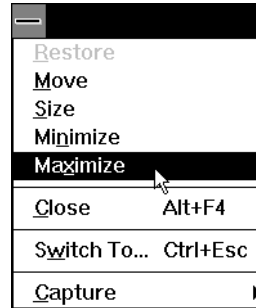 Restore
Move
Size
Minimize
Maximize
Close Alt+F4
Switch To... Ctrl+Esc
Capture